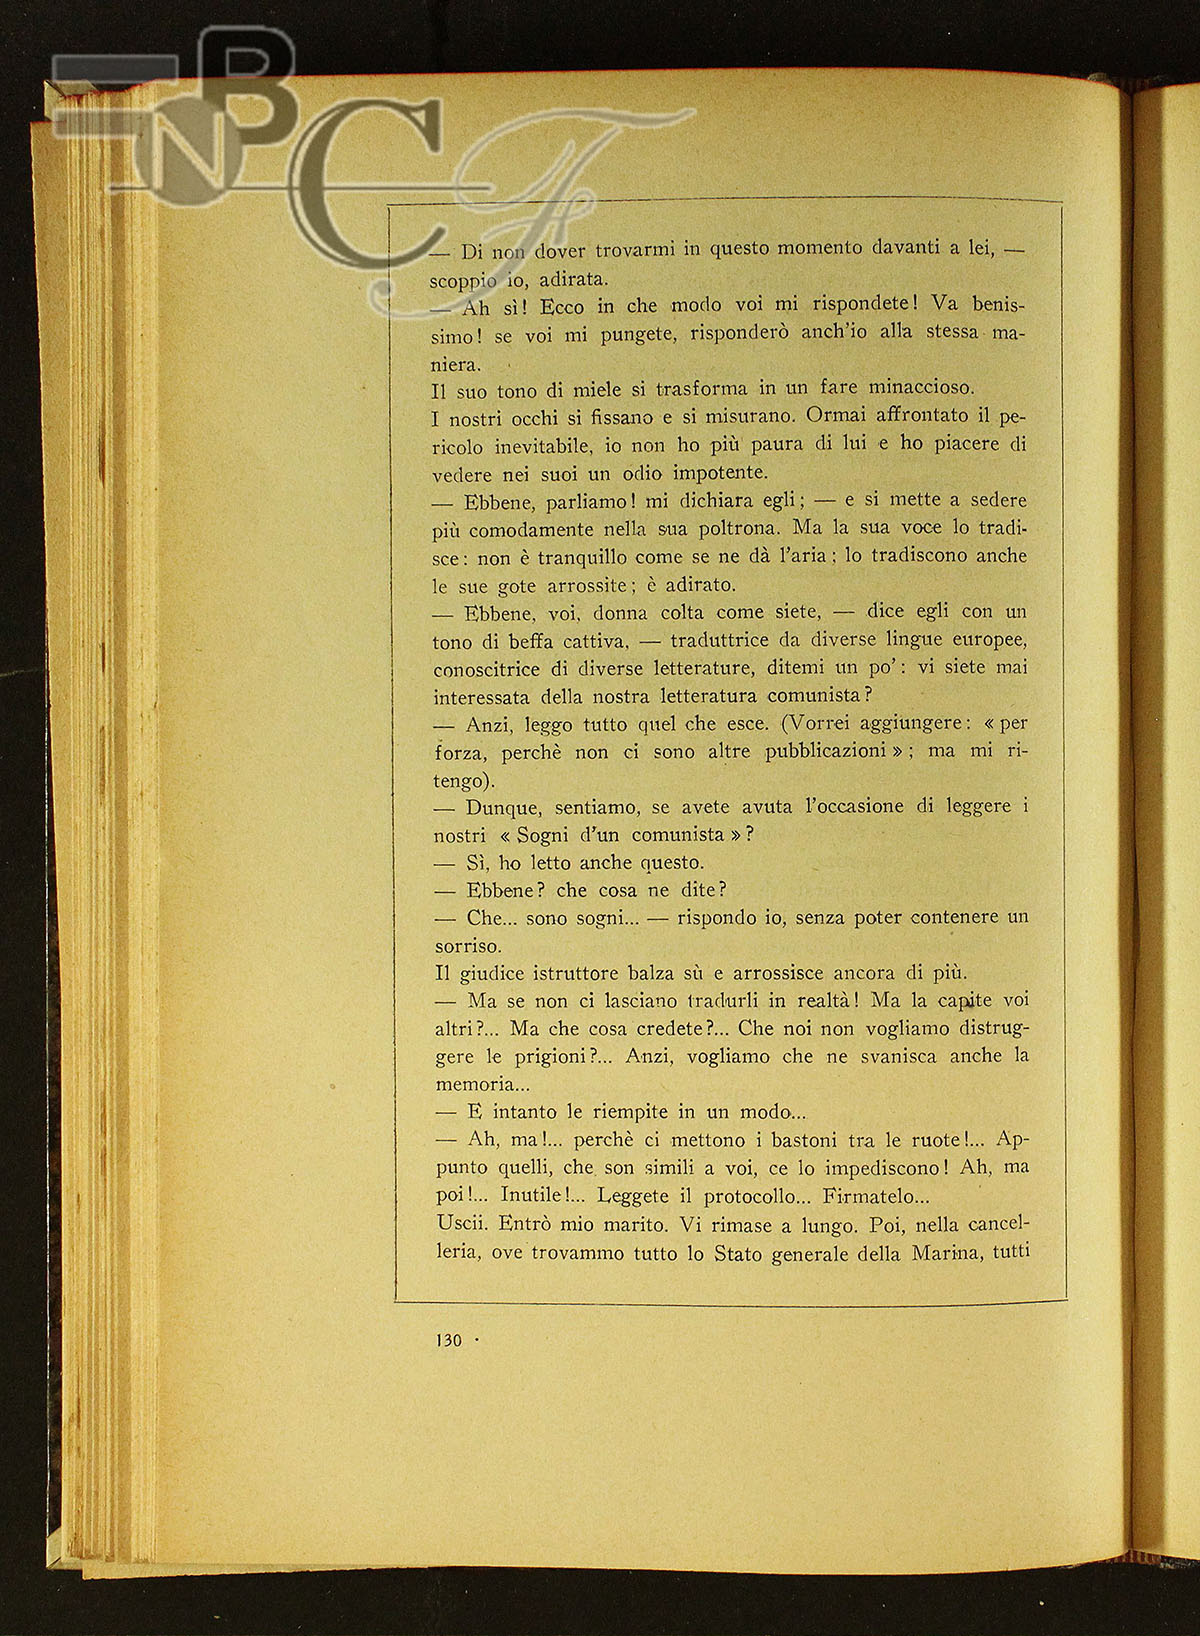 NBCA
— Di non dover trovarmi in questo momento davanti a lei, —
scoppio io, adirata.
— Ah sì! Ecco in che modo voi mi rispondete! Va benis-
simo! se voi mi pungete, risponderò anch'io alla stessa ma-
niera.
Il suo tono di miele si trasforma in un fare minaccioso.
I nostri occhi si fissano e si misurano. Ormai affrontato il pe-
ricolo inevitabile, io non ho più paura di lui e ho piacere di
vedere nei suoi un odio impotente.
— Ebbene, parliamo! mi dichiara egli; — e si mette a sedere
più comodamente nella sua poltrona. Ma la sua voce lo tradi-
sce: non è tranquillo come se ne dà l'aria; lo tradiscono anche
le sue gote arrossite; è adirato.
— Ebbene, voi, donna colta come siete, — dice egli con un
tono di beffa cattiva, — traduttrice da diverse lingue europee,
conoscitrice di diverse letterature, ditemi un po': vi siete mai
interessata della nostra letteratura comunista?
— Anzi, leggo tutto quel che esce. (Vorrei aggiungere: « per
forza, perchè non ci sono altre pubblicazioni »; ma mi ri-
tengo).
— Dunque, sentiamo, se avete avuta l'occasione di leggere i
nostri « Sogni d'un comunista »?
— Sì, ho letto anche questo.
— Ebbene? che cosa ne dite?
— Che... sono sogni... — rispondo io, senza poter contenere un
sorriso.
Il giudice istruttore balza sù e arrossisce ancora di più.
— Ma se non ci lasciano tradurli in realtà! Ma la capite voi
altri?... Ma che cosa credete?... Che noi non vogliamo distrug-
gere le prigioni?... Anzi, vogliamo che ne svanisca anche la
memoria...
— E intanto le riempite in un modo...
— Ah, ma!... perchè ci mettono i bastoni tra le ruote!... Ap-
punto quelli, che son simili a voi, ce lo impediscono! Ah, ma
poi!... Inutile!... Leggete il protocollo... Firmatelo...
Uscii. Entrò mio marito. Vi rimase a lungo. Poi, nella cancel-
leria, ove trovammo tutto lo Stato generale della Marina, tutti
130